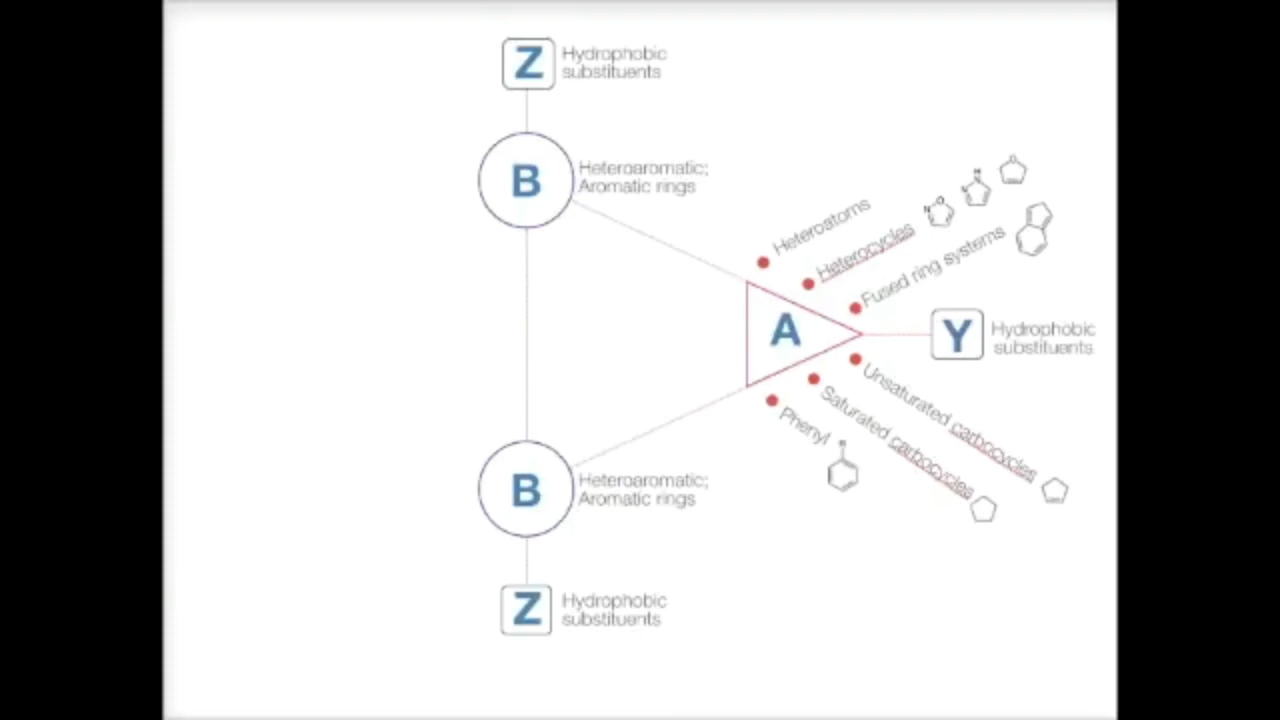 Z
Hydrophobic
substituents
B
Heteroaromatic;
Aromatic rings
Heteroatoms
Heterocycles
Fused ring systems
A
Y
Hydrophobic
substituents
Unsaturated carbocycles
Saturated carbocycles
Phenyl
B
Heteroaromatic;
Aromatic rings
Z
Hydrophobic
substituents